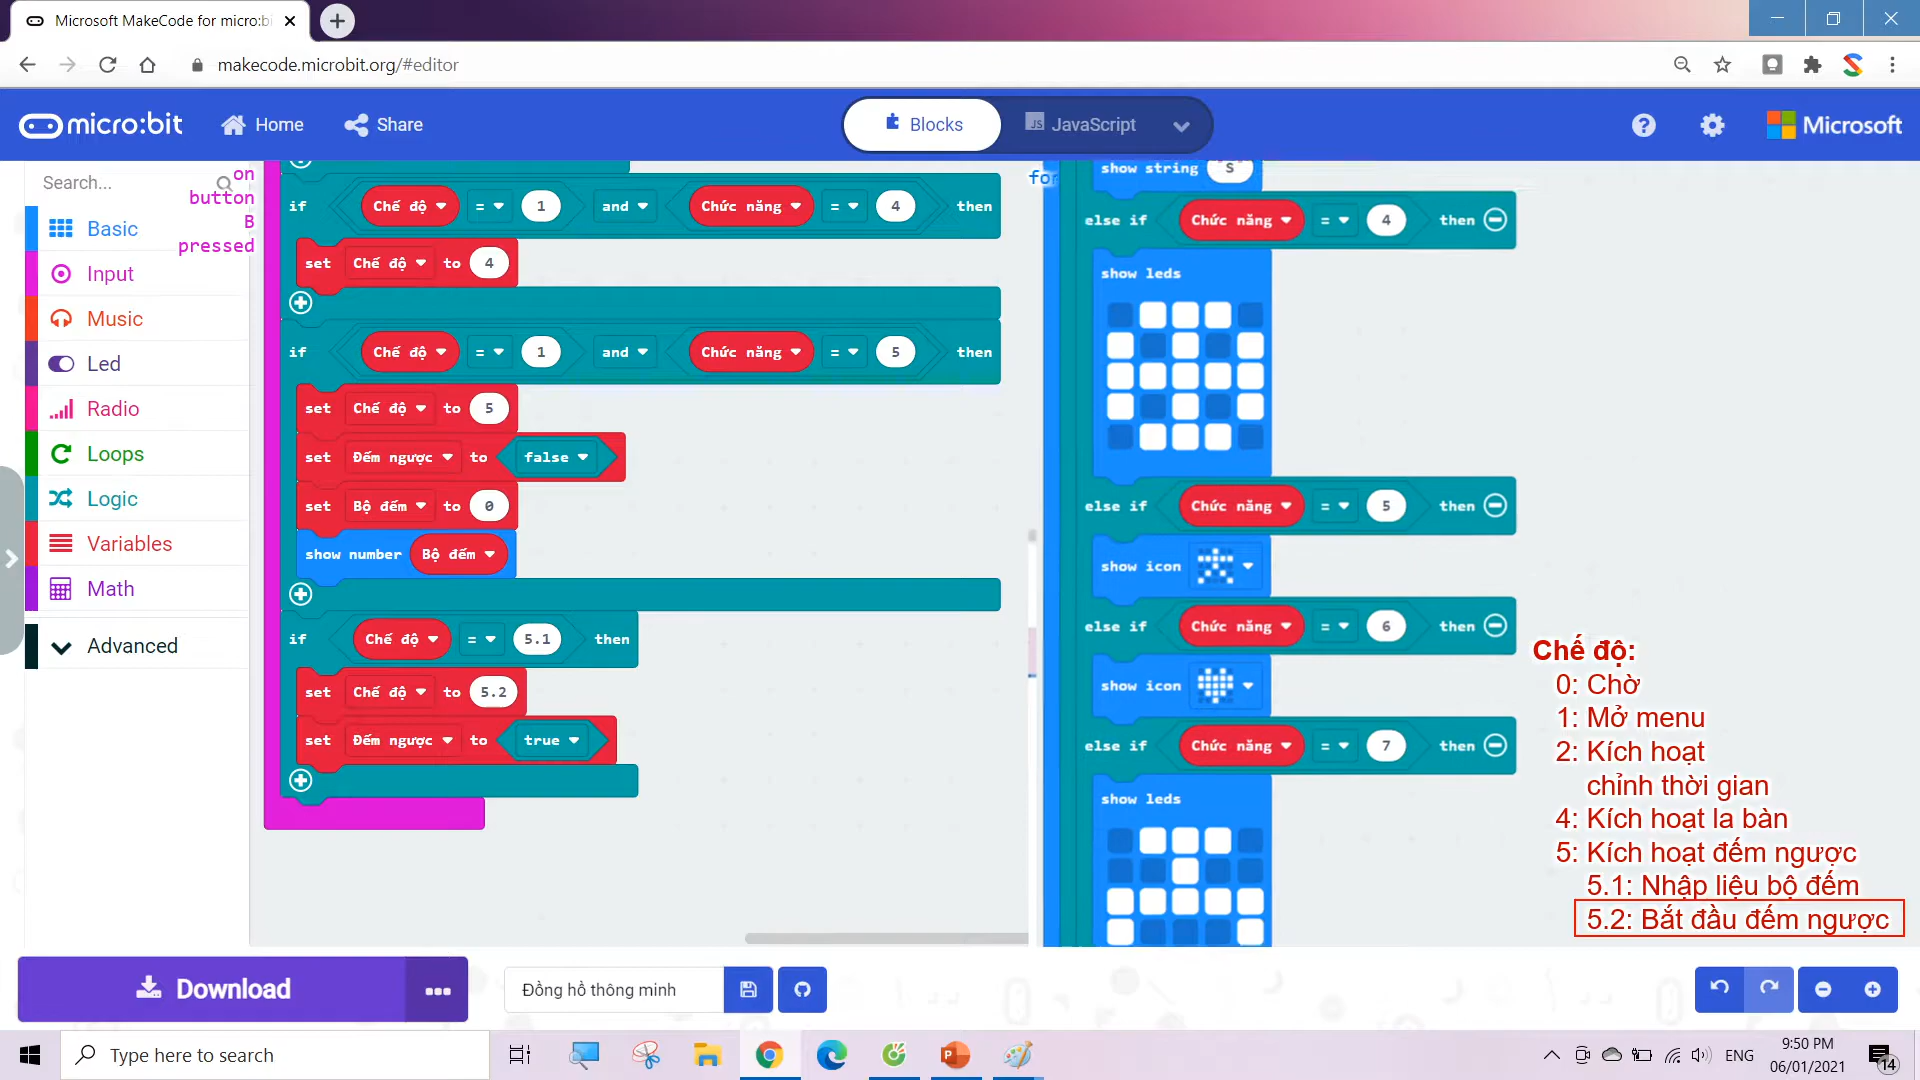 Microsoft MakeCode for micro:bi
makecode.microbit.org/#editor
micro:bit
Home
Share
Blocks
JS
JavaScript
Microsoft
Search...
Basic
Input
Music
Led
Radio
Loops
Logic
Variables
Math
Advanced
on
button
B
pressed
if Chế độ = 1 and Chức năng = 4 then
set Chế độ to 4
if Chế độ = 1 and Chức năng = 5 then
set Chế độ to 5
set Đếm ngược to false
set Bộ đếm to 0
show number Bộ đếm
if Chế độ = 5.1 then
set Chế độ to 5.2
set Đếm ngược to true
for
show string "S"
else if Chức năng = 4 then
show leds
else if Chức năng = 5 then
show icon
else if Chức năng = 6 then
show icon
else if Chức năng = 7 then
show leds
Chế độ:
0: Chờ
1: Mở menu
2: Kích hoạt
chỉnh thời gian
4: Kích hoạt la bàn
5: Kích hoạt đếm ngược
5.1: Nhập liệu bộ đếm
5.2: Bắt đầu đếm ngược
Download
Đồng hồ thông minh
Type here to search
ENG
9:50 PM
06/01/2021
14